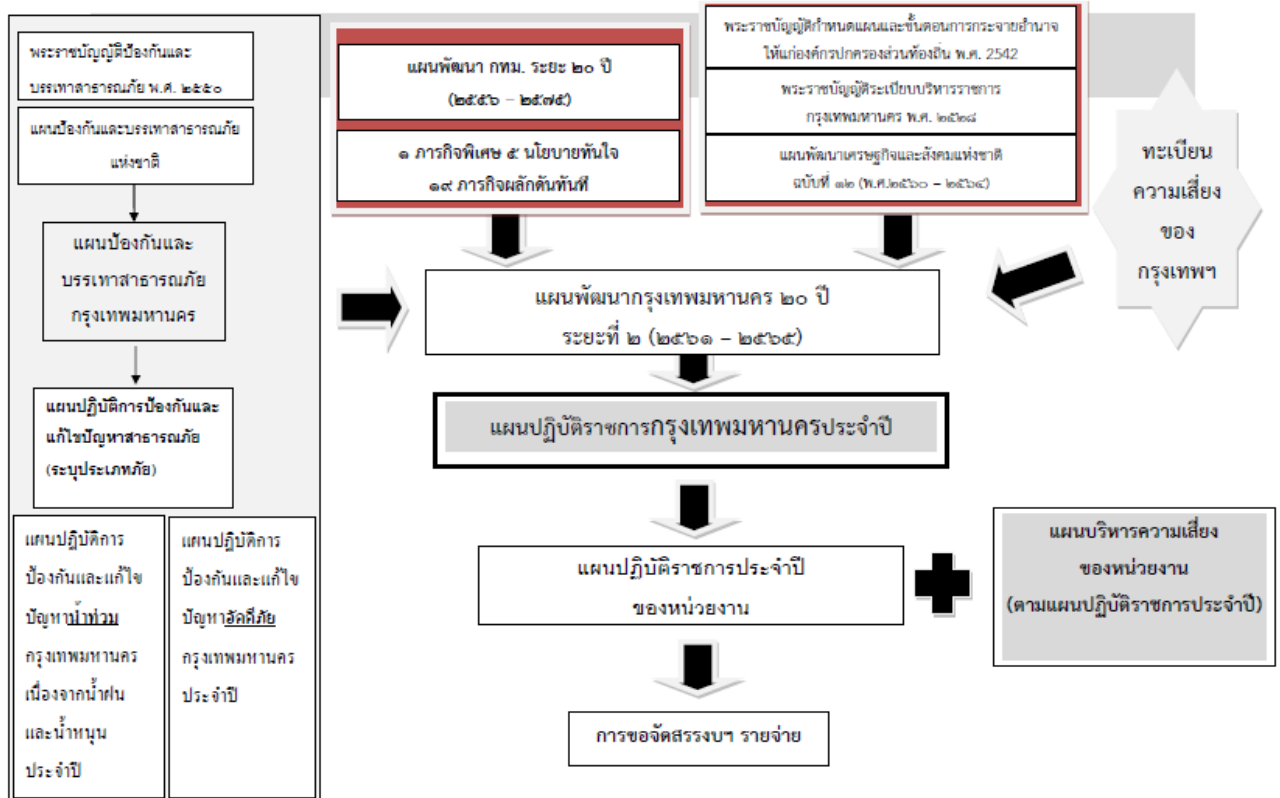 พระราชบัญญัติป้องกันและ
บรรเทาสาธารณภัย พ.ศ. ๒๕๕๐
แผนป้องกันและบรรเทาสาธารณภัย
แห่งชาติ
แผนป้องกันและ
บรรเทาสาธารณภัย
กรุงเทพมหานคร
แผนปฏิบัติการป้องกันและ
แก้ไขปัญหาสาธารณภัย
(ระบุประเภทภัย)
แผนปฏิบัติการ
ป้องกันและแก้ไข
ปัญหาน้ำท่วม
กรุงเทพมหานคร
เนื่องจากน้ำฝน
และน้ำหนุน
ประจำปี
แผนปฏิบัติการ
ป้องกันและแก้ไข
ปัญหาอัคคีภัย
กรุงเทพมหานคร
ประจำปี
แผนพัฒนา กทม. ระยะ ๒๐ ปี
(๒๕๕๖ – ๒๕๗๕)
๑ ภารกิจพิเศษ ๕ นโยบายทันใจ
๑๙ ภารกิจผลักดันทันที
พระราชบัญญัติกำหนดแผนและขั้นตอนการกระจายอำนาจ
ให้แก่องค์กรปกครองส่วนท้องถิ่น พ.ศ. 2542
พระราชบัญญัติระเบียบบริหารราชการ
กรุงเทพมหานคร พ.ศ. ๒๕๒๘
แผนพัฒนาเศรษฐกิจและสังคมแห่งชาติ
ฉบับที่ ๑๒ (พ.ศ.๒๕๖๐ – ๒๕๖๔)
ทะเบียน
ความเสี่ยง
ของ
กรุงเทพฯ
แผนพัฒนากรุงเทพมหานคร ๒๐ ปี
ระยะที่ ๒ (๒๕๖๑ – ๒๕๖๕)
แผนปฏิบัติราชการกรุงเทพมหานครประจำปี
แผนปฏิบัติราชการประจำปี
ของหน่วยงาน
แผนบริหารความเสี่ยง
ของหน่วยงาน
(ตามแผนปฏิบัติราชการประจำปี)
การขอจัดสรรงบฯ รายจ่าย